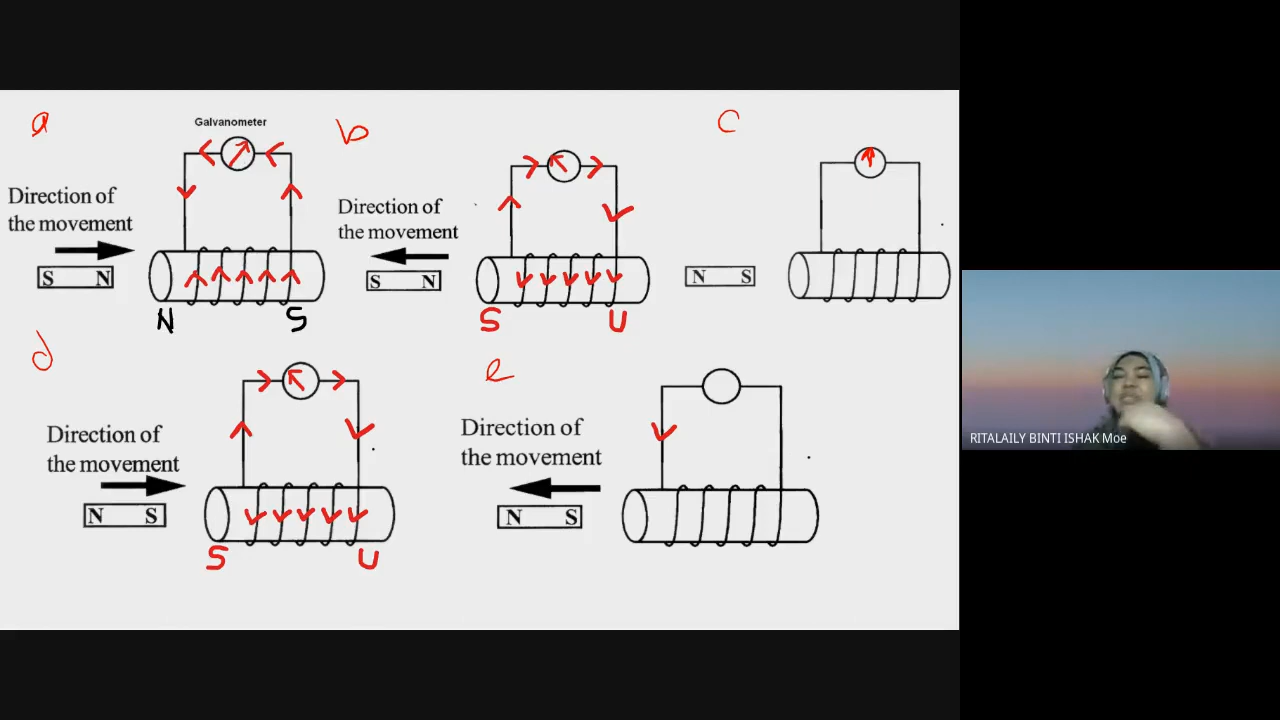 a
Galvanometer
Direction of
the movement
S N
N S
b
Direction of
the movement
S N
S U
c
N S
d
Direction of
the movement
N S
S U
e
Direction of
the movement
N S
RITALAILY BINTI ISHAK Moe